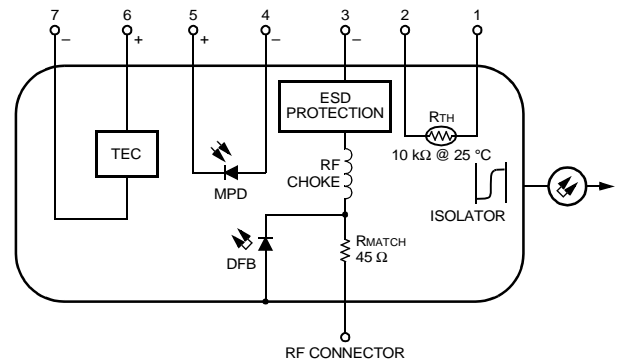 7 6 5 4 3 2 1
– + + – –
ESD
PROTECTION
RTH
10 kΩ @ 25 °C
TEC
MPD
RF
CHOKE
ISOLATOR
DFB
RMATCH
45 Ω
RF CONNECTOR